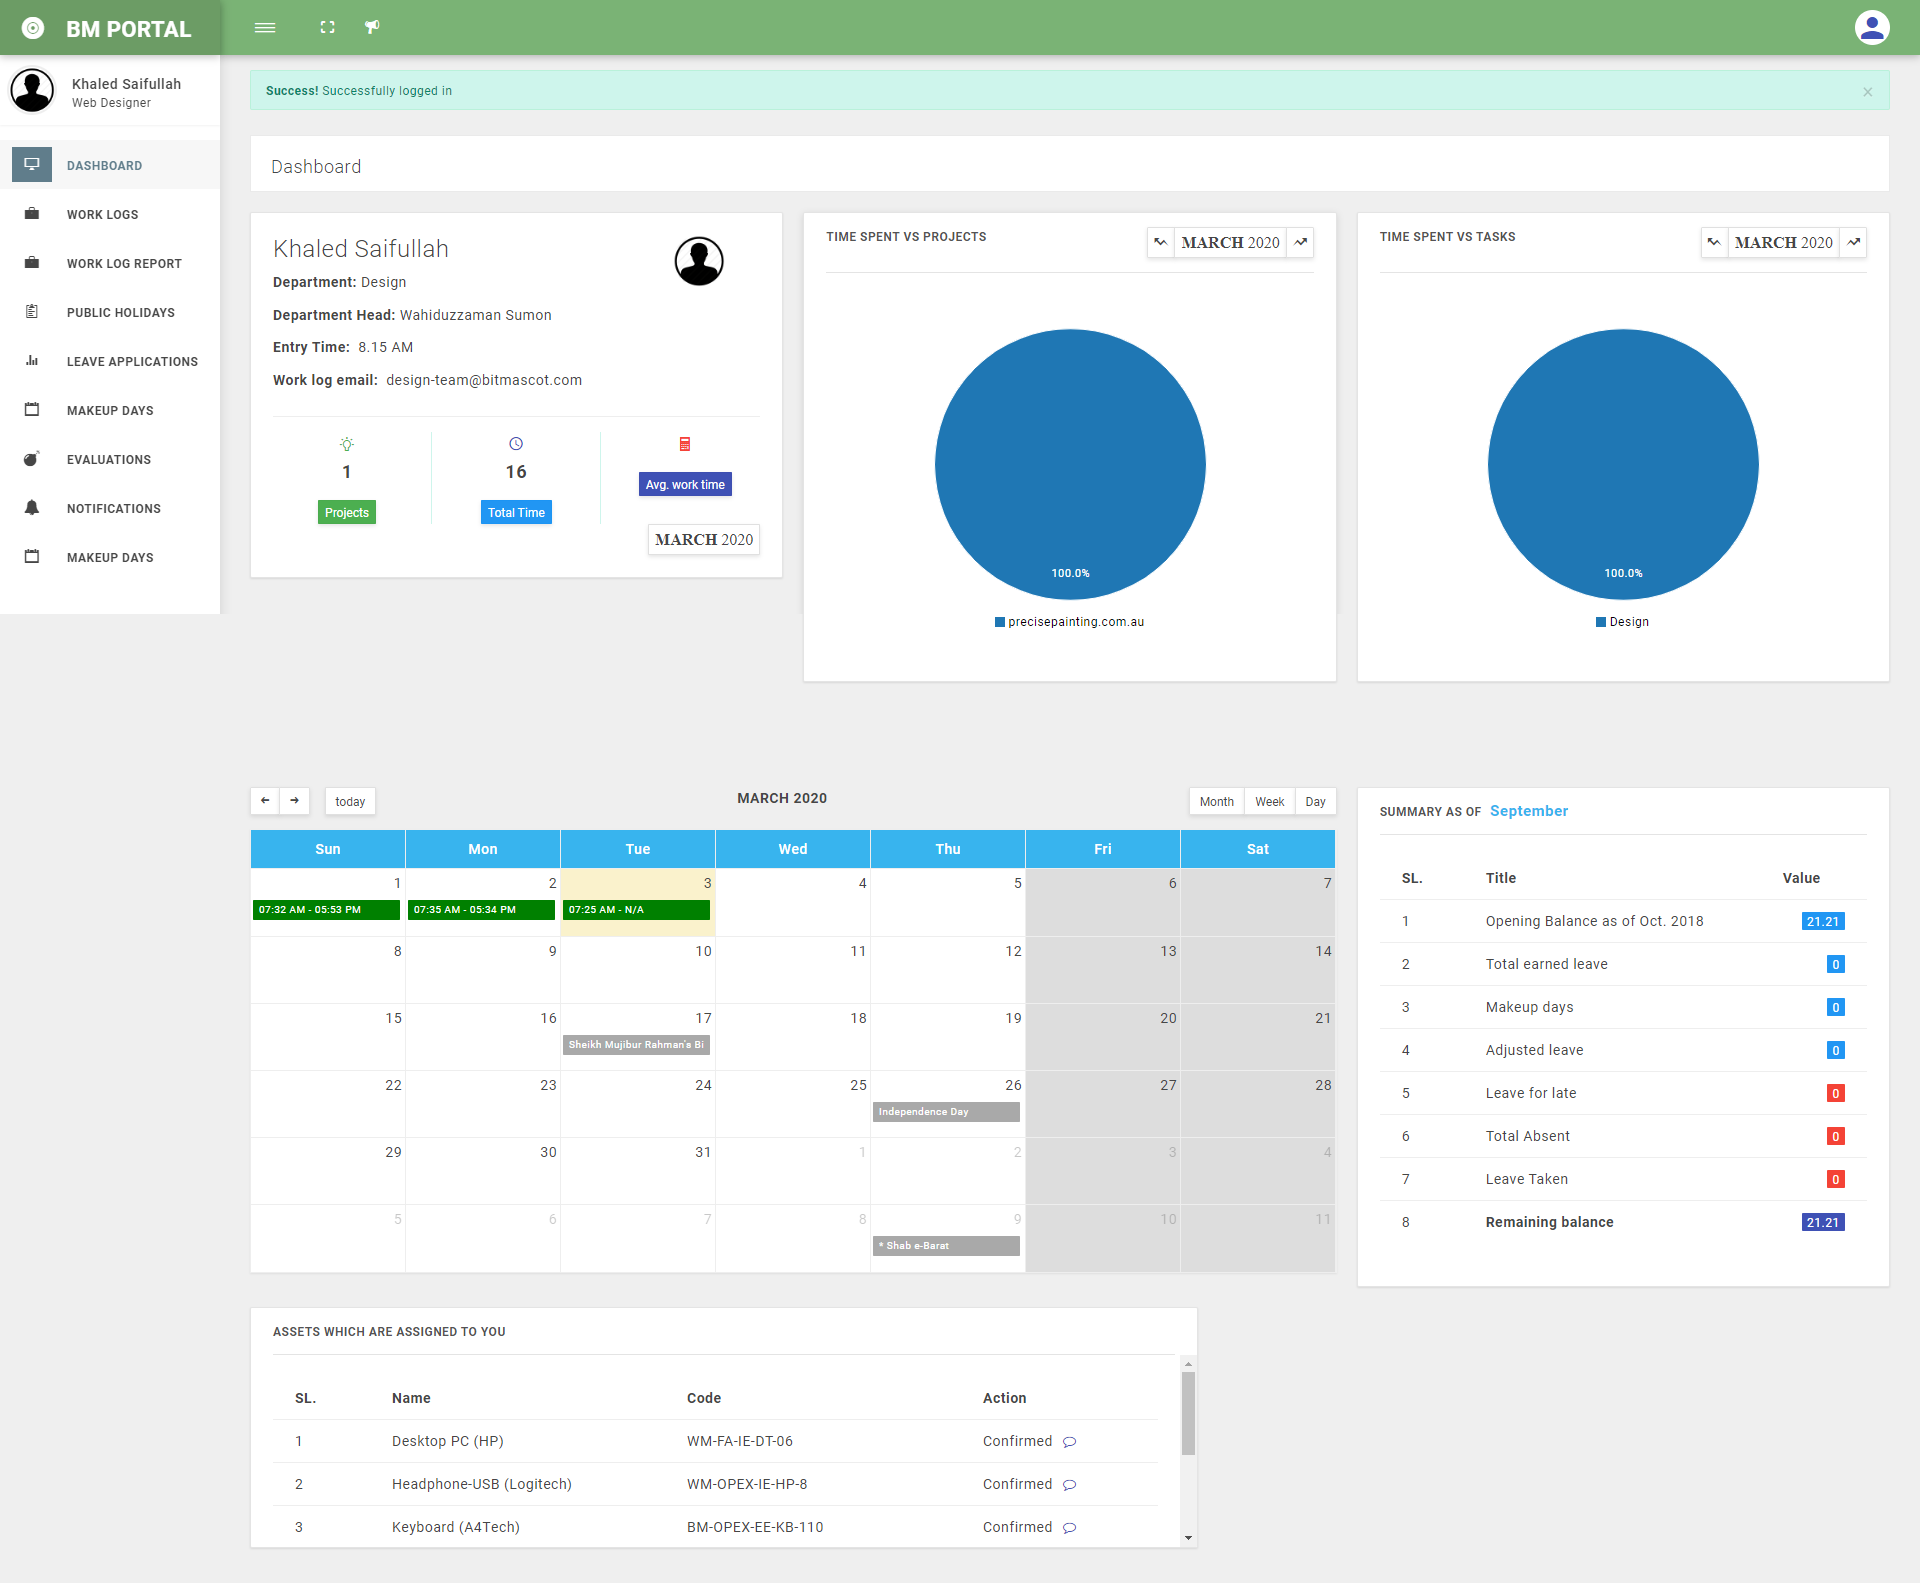 BM PORTAL
Khaled Saifullah
Web Designer
DASHBOARD
WORK LOGS
WORK LOG REPORT
PUBLIC HOLIDAYS
LEAVE APPLICATIONS
MAKEUP DAYS
EVALUATIONS
NOTIFICATIONS
MAKEUP DAYS
Success! Successfully logged in ×
Dashboard
Khaled Saifullah
Department: Design
Department Head: Wahiduzzaman Sumon
Entry Time: 8.15 AM
Work log email: design-team@bitmascot.com
1
Projects
16
Total Time
Avg. work time
MARCH 2020
TIME SPENT VS PROJECTS
MARCH 2020
100.0%
precisepainting.com.au
TIME SPENT VS TASKS
MARCH 2020
100.0%
Design
today
MARCH 2020
Month Week Day
Sun Mon Tue Wed Thu Fri Sat
1 2 3 4 5 6 7
07:32 AM - 05:53 PM 07:35 AM - 05:34 PM 07:25 AM - N/A
8 9 10 11 12 13 14
15 16 17 18 19 20 21
Sheikh Mujibur Rahman's Bi
22 23 24 25 26 27 28
Independence Day
29 30 31 1 2 3 4
5 6 7 8 9 10 11
* Shab e-Barat
SUMMARY AS OF September
SL. Title Value
1 Opening Balance as of Oct. 2018 21.21
2 Total earned leave 0
3 Makeup days 0
4 Adjusted leave 0
5 Leave for late 0
6 Total Absent 0
7 Leave Taken 0
8 Remaining balance 21.21
ASSETS WHICH ARE ASSIGNED TO YOU
SL. Name Code Action
1 Desktop PC (HP) WM-FA-IE-DT-06 Confirmed
2 Headphone-USB (Logitech) WM-OPEX-IE-HP-8 Confirmed
3 Keyboard (A4Tech) BM-OPEX-EE-KB-110 Confirmed